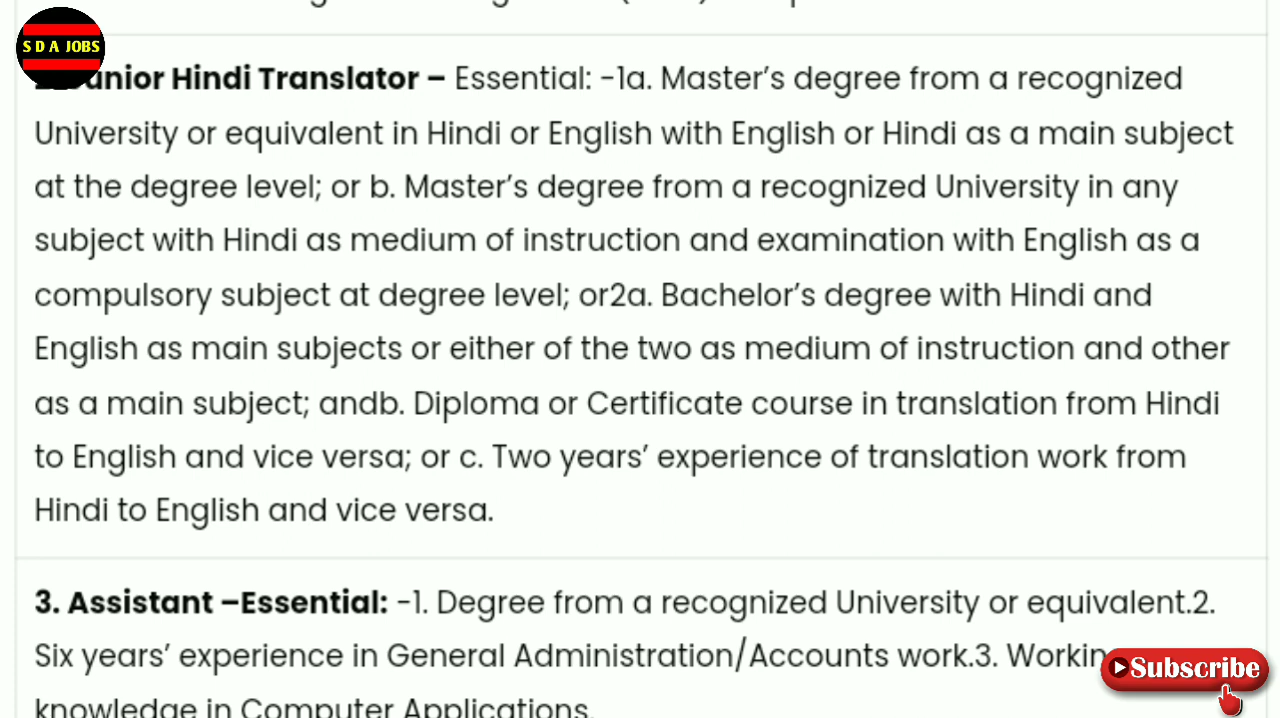 S D A JOBS
unior Hindi Translator – Essential: -1a. Master’s degree from a recognized
University or equivalent in Hindi or English with English or Hindi as a main subject
at the degree level; or b. Master’s degree from a recognized University in any
subject with Hindi as medium of instruction and examination with English as a
compulsory subject at degree level; or2a. Bachelor’s degree with Hindi and
English as main subjects or either of the two as medium of instruction and other
as a main subject; andb. Diploma or Certificate course in translation from Hindi
to English and vice versa; or c. Two years’ experience of translation work from
Hindi to English and vice versa.
3. Assistant –Essential: -1. Degree from a recognized University or equivalent.2.
Six years’ experience in General Administration/Accounts work.3. Workin
Subscribe
knowledge in Computer Applications.